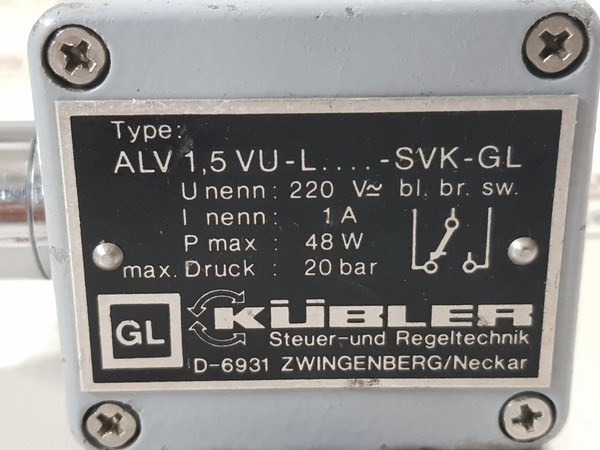 Type:
ALV 1,5 VU-L....-SVK-GL
U nenn: 220 V≃ bl. br. sw.
I nenn: 1 A
P max: 48 W
max. Druck: 20 bar
GL KÜBLER
Steuer-und Regeltechnik
D-6931 ZWINGENBERG/Neckar